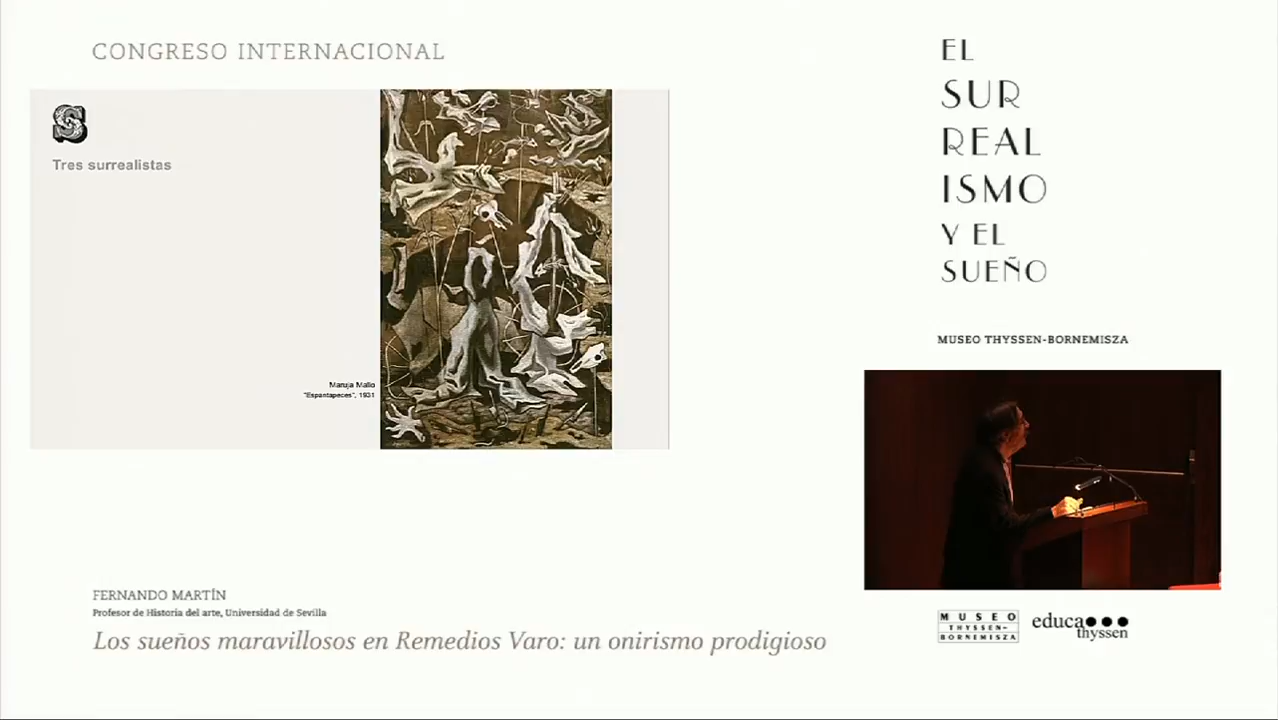 CONGRESO INTERNACIONAL
S
Tres surrealistas
Maruja Mallo
"Espantapeces", 1931
EL
SUR
REAL
ISMO
Y EL
SUEÑO
MUSEO THYSSEN-BORNEMISZA
FERNANDO MARTÍN
Profesor de Historia del arte, Universidad de Sevilla
Los sueños maravillosos en Remedios Varo: un onirismo prodigioso
MUSEO
THYSSEN-
BORNEMISZA
educa
thyssen